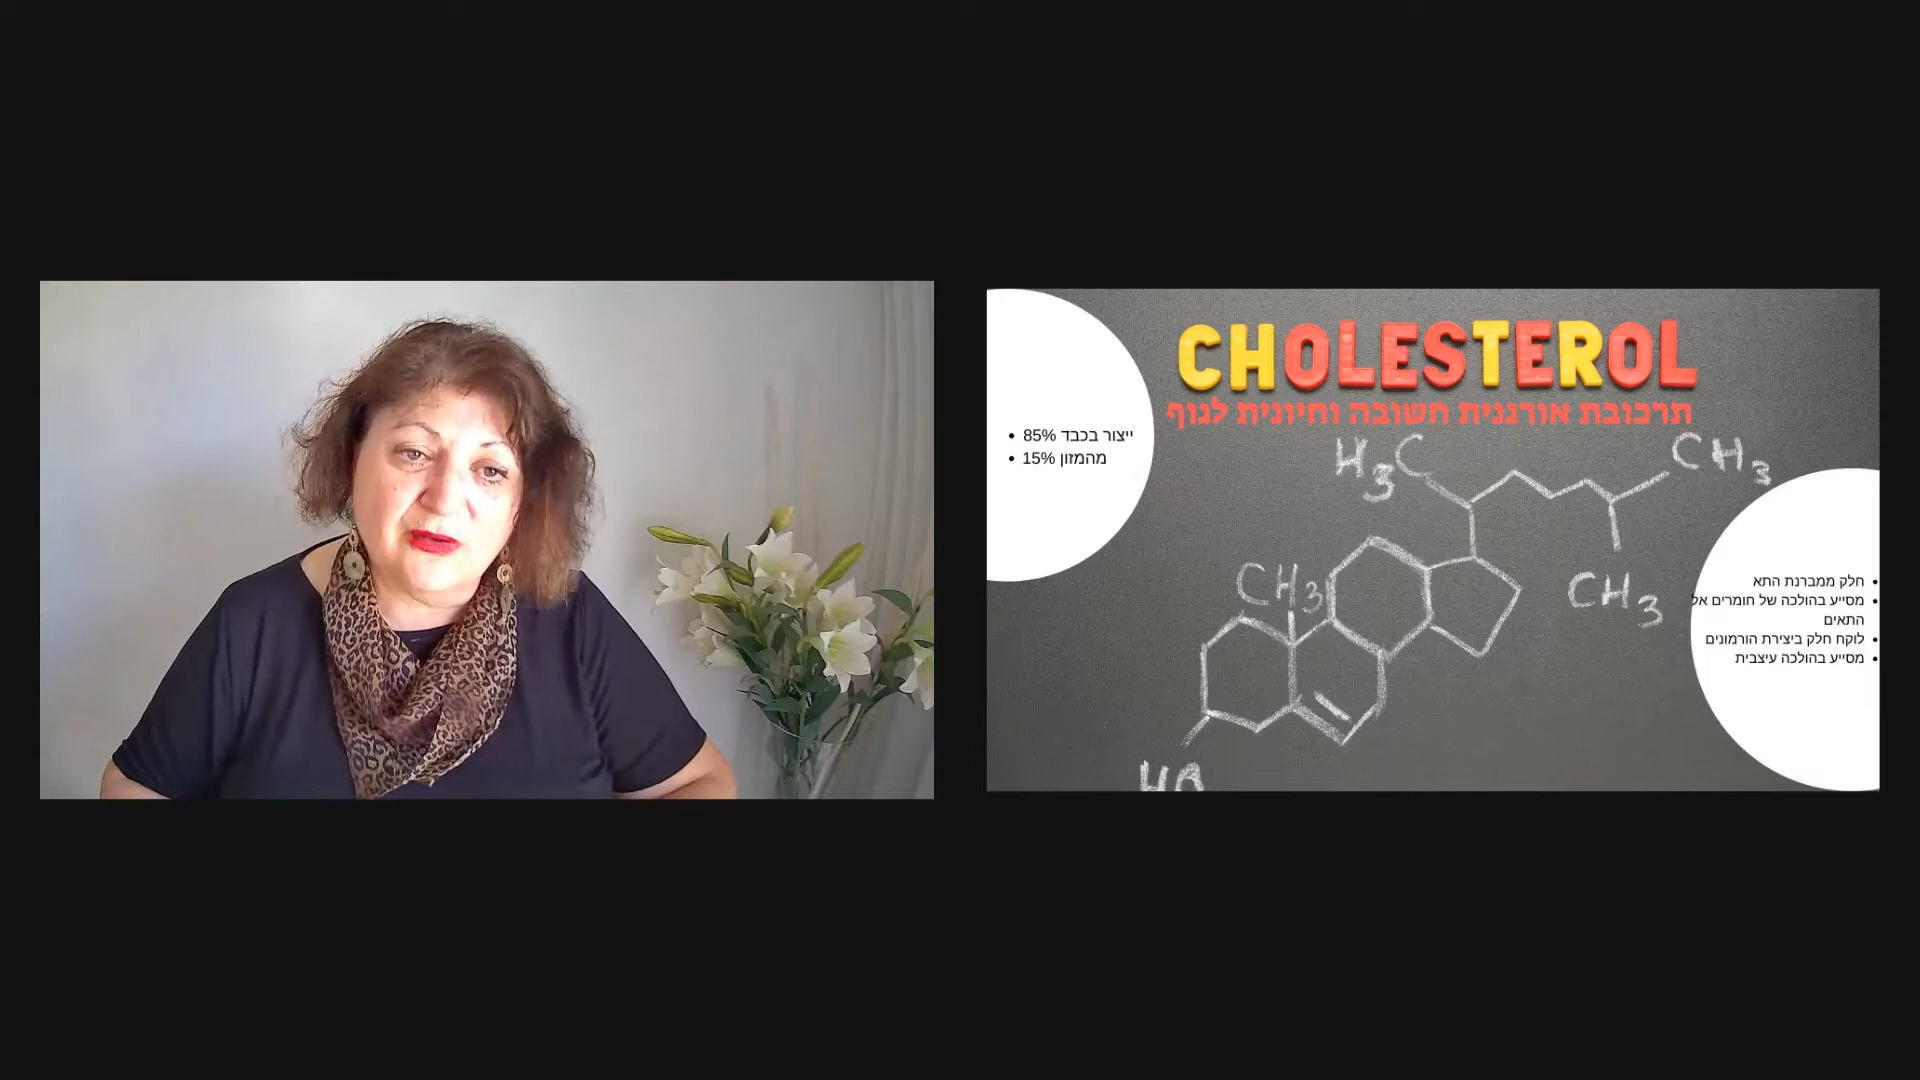 CHOLESTEROL
תרכובת אורגנית חשובה וחיונית לגוף
• ייצור בכבד 85%
• מהמזון 15%
H3C
CH3
CH3
CH3
HO
• חלק ממברנת התא
• מסייע בהולכה של חומרים אל
התאים
• לוקח חלק ביצירת הורמונים
• מסייע בהולכה עיצבית